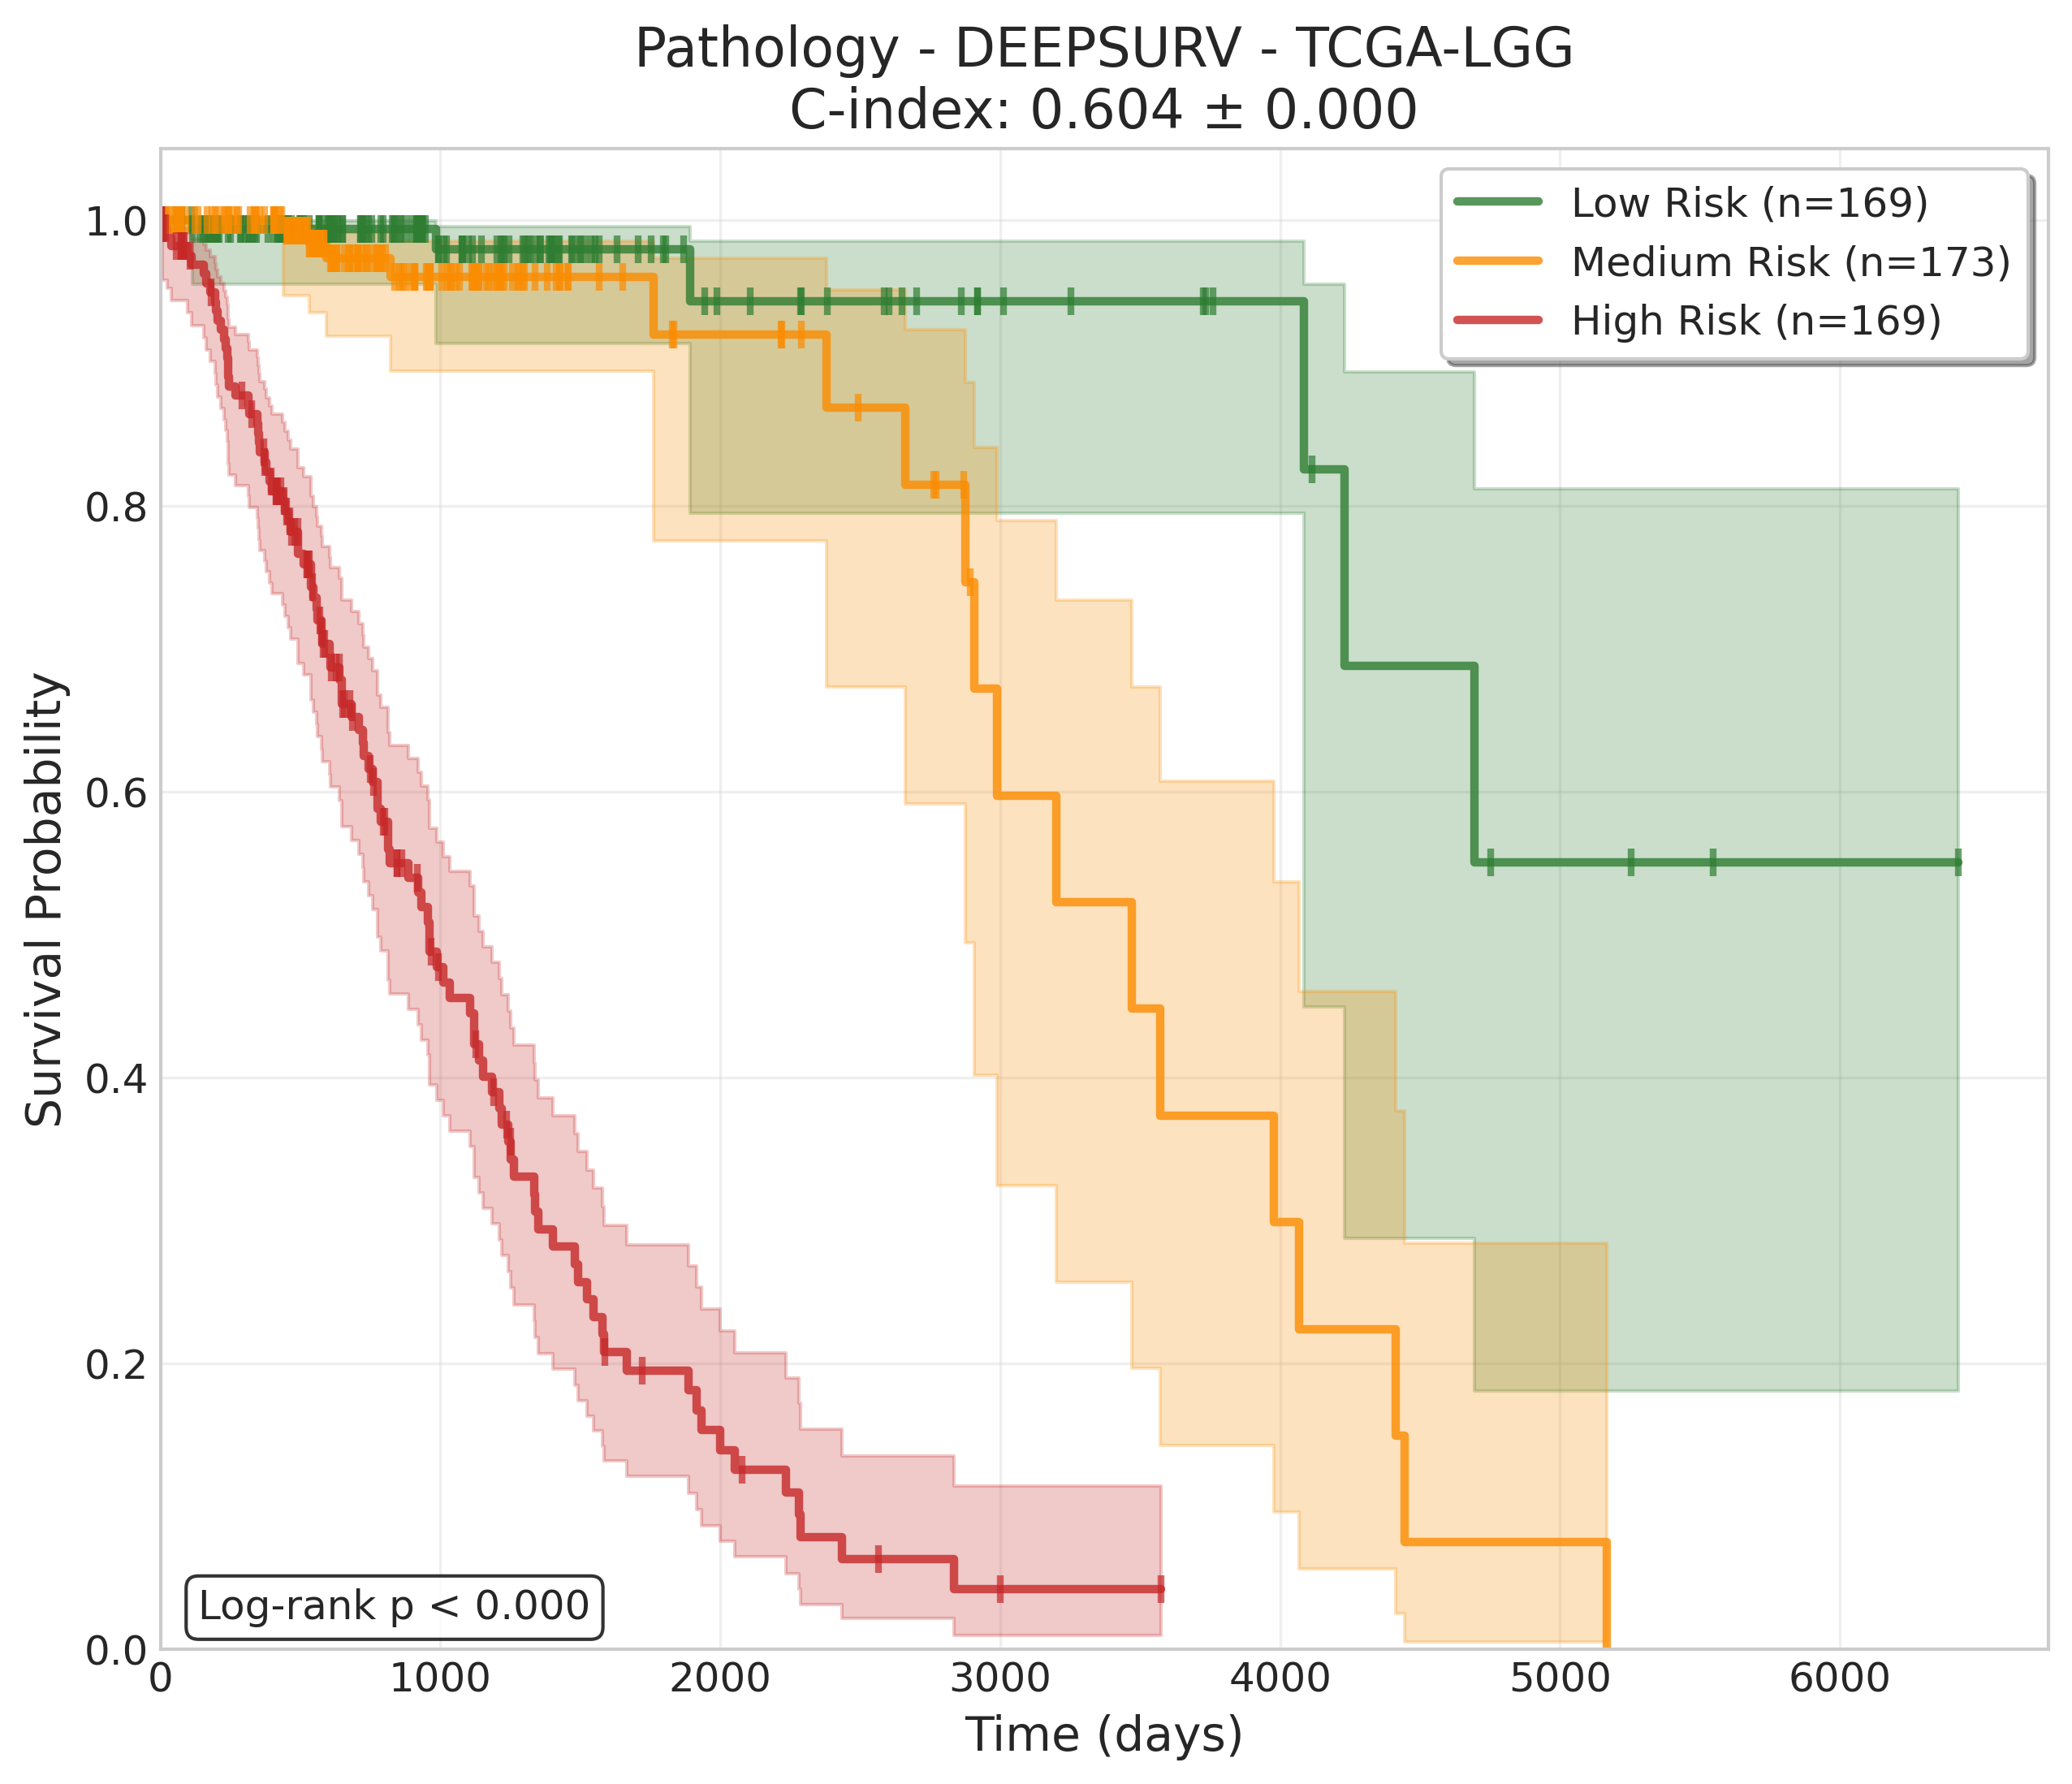 Pathology - DEEPSURV - TCGA-LGG
C-index: 0.604 ± 0.000
Low Risk (n=169)
Medium Risk (n=173)
High Risk (n=169)
Survival Probability
1.0
0.8
0.6
0.4
0.2
0.0
Log-rank p < 0.000
0 1000 2000 3000 4000 5000 6000
Time (days)